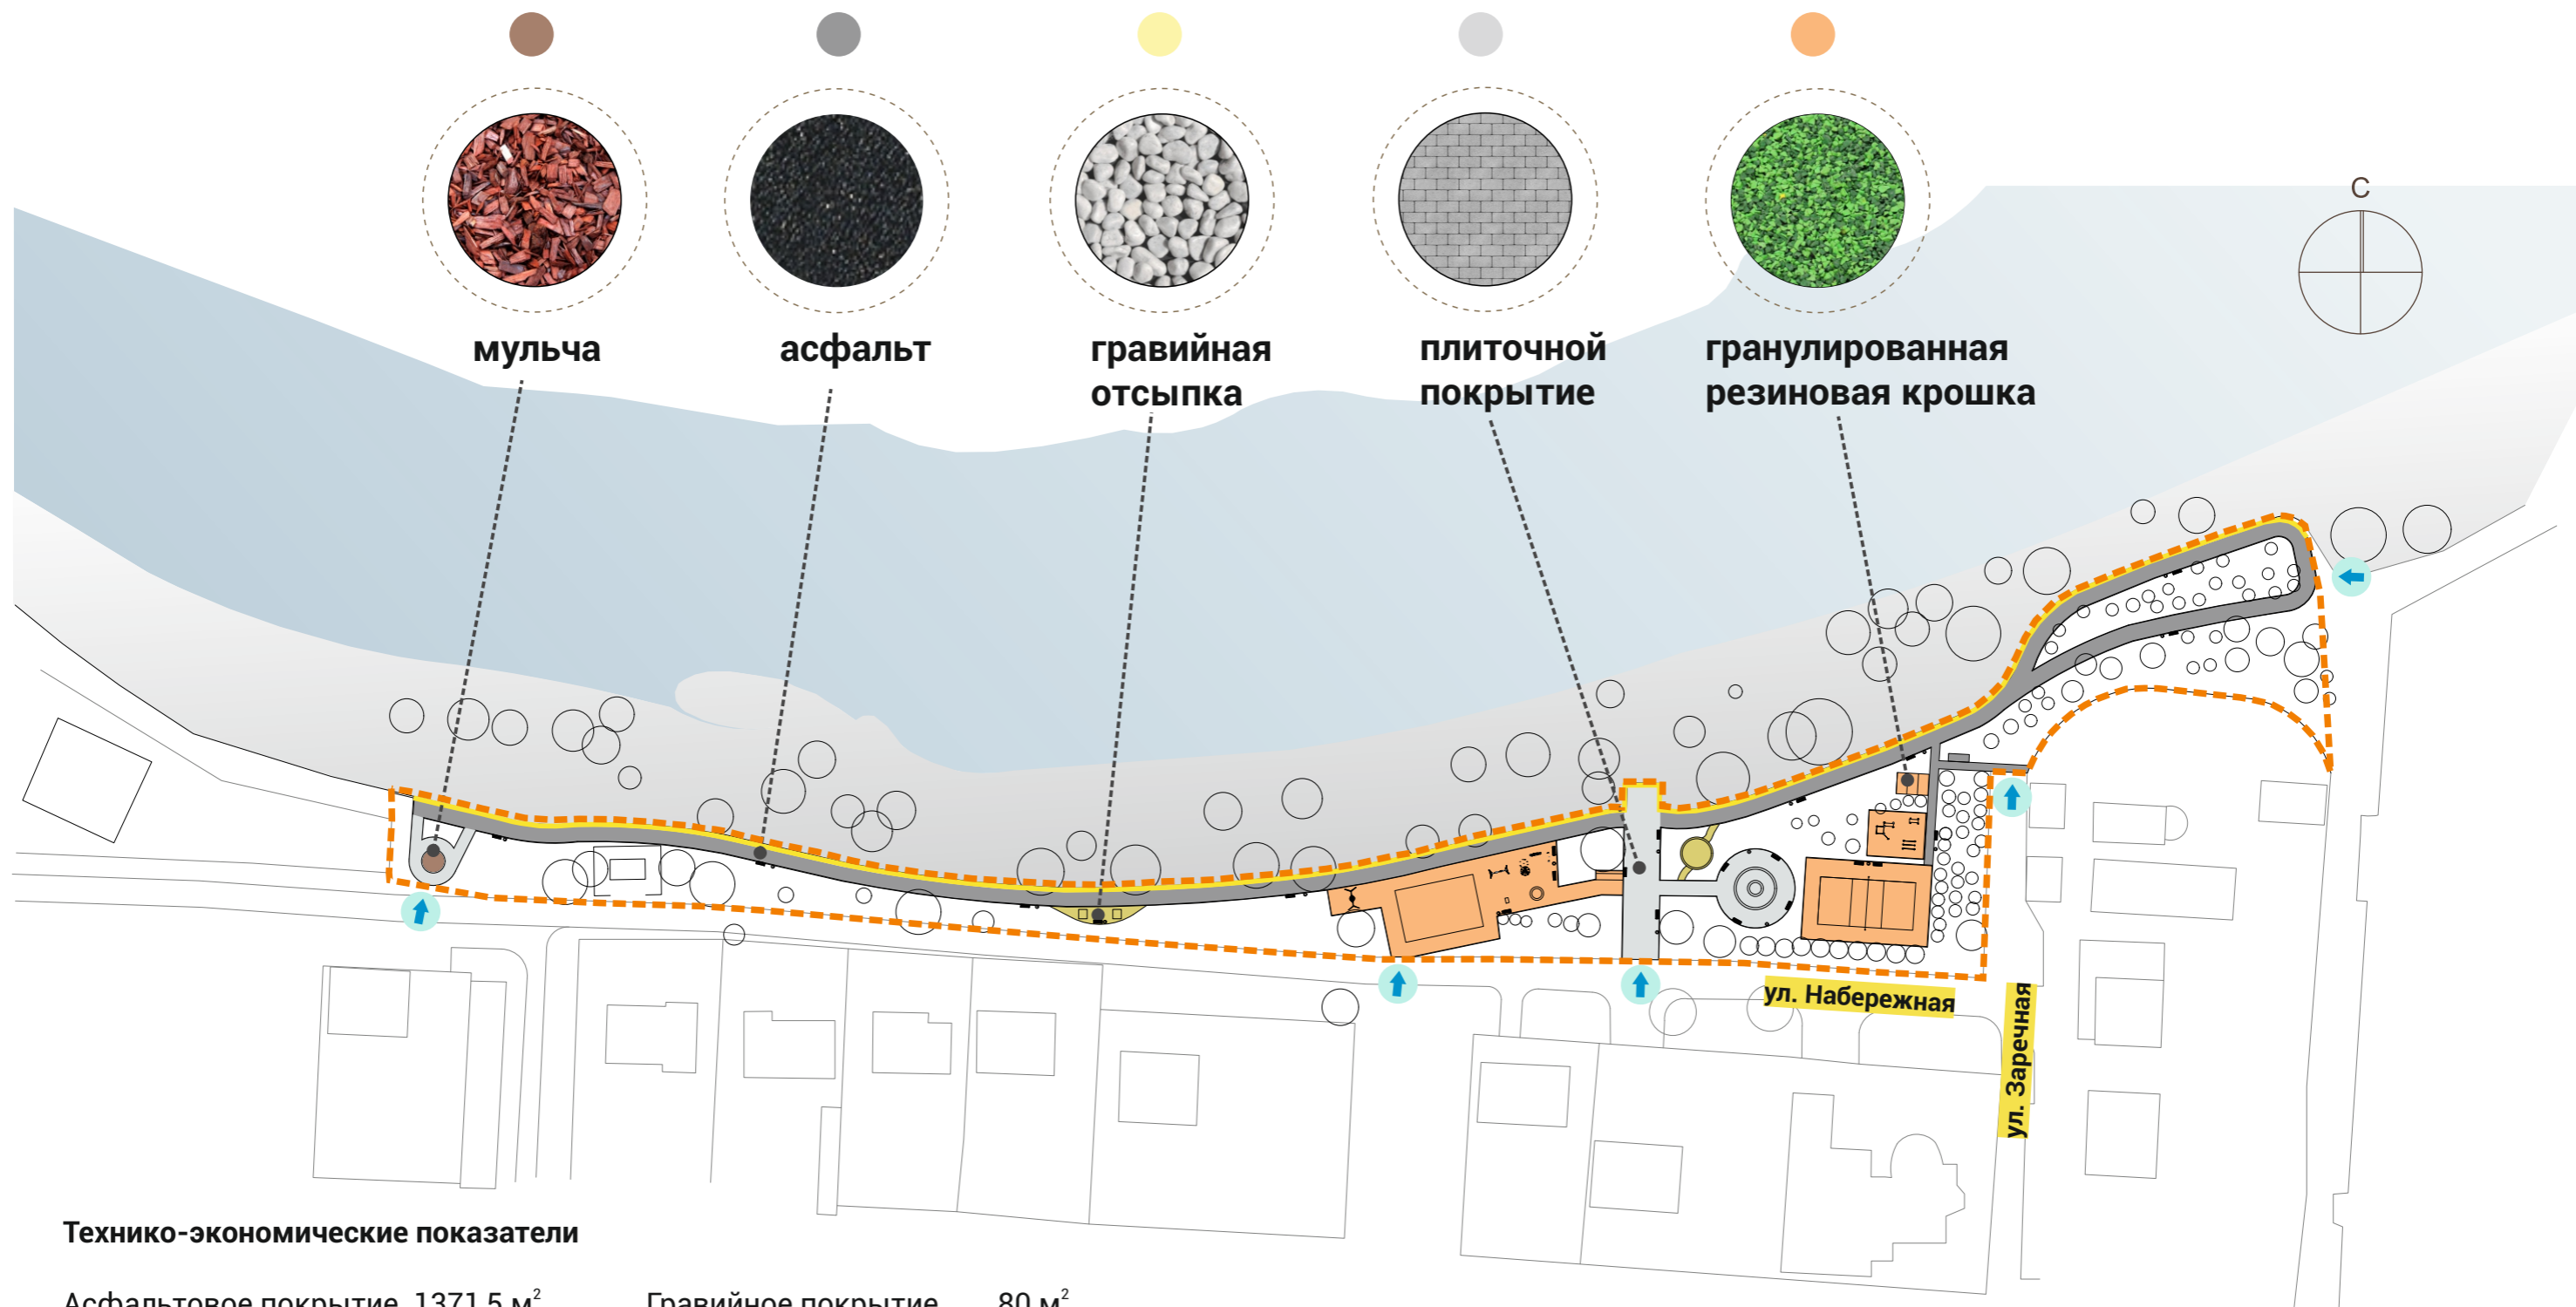 мульча
асфальт
гравийная
отсыпка
плиточной
покрытие
гранулированная
резиновая крошка
С
ул. Набережная
ул. Заречная
Технико-экономические показатели
Асфальтовое покрытие 1371,5 м²
Гравийное покрытие 80 м²